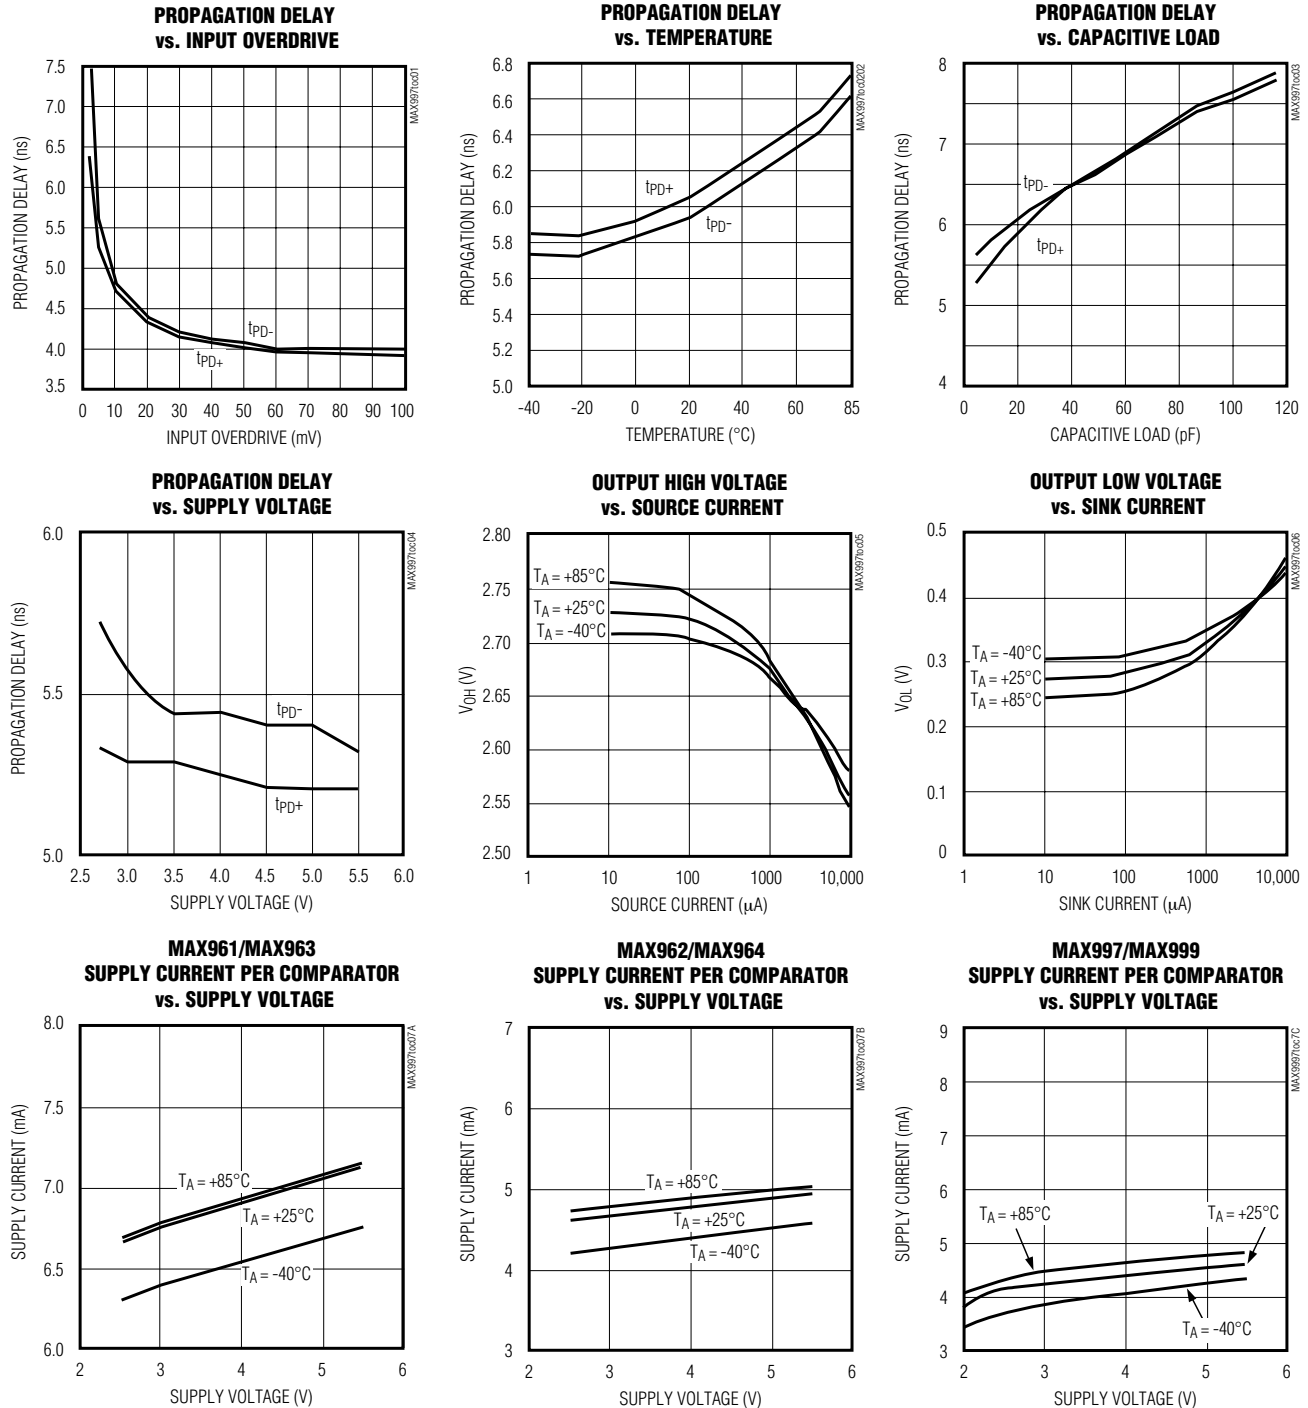 PROPAGATION DELAY
vs. INPUT OVERDRIVE
MAX997toc01
PROPAGATION DELAY (ns)
7.5
7.0
6.5
6.0
5.5
5.0
4.5
4.0
3.5
tPD-
tPD+
0 10 20 30 40 50 60 70 80 90 100
INPUT OVERDRIVE (mV)
PROPAGATION DELAY
vs. TEMPERATURE
MAX997toc0202
PROPAGATION DELAY (ns)
6.8
6.6
6.4
6.2
6.0
5.8
5.6
5.4
5.2
5.0
tPD+
tPD-
-40 -20 0 20 40 60 85
TEMPERATURE (°C)
PROPAGATION DELAY
vs. CAPACITIVE LOAD
MAX997toc03
PROPAGATION DELAY (ns)
8
7
6
5
4
tPD-
tPD+
0 20 40 60 80 100 120
CAPACITIVE LOAD (pF)
PROPAGATION DELAY
vs. SUPPLY VOLTAGE
MAX997toc04
PROPAGATION DELAY (ns)
6.0
5.5
5.0
tPD-
tPD+
2.5 3.0 3.5 4.0 4.5 5.0 5.5 6.0
SUPPLY VOLTAGE (V)
OUTPUT HIGH VOLTAGE
vs. SOURCE CURRENT
MAX997toc05
VOH (V)
2.80
2.75
2.70
2.65
2.60
2.55
2.50
TA = +85°C
TA = +25°C
TA = -40°C
1 10 100 1000 10,000
SOURCE CURRENT (µA)
OUTPUT LOW VOLTAGE
vs. SINK CURRENT
MAX997toc06
VOL (V)
0.5
0.4
0.3
0.2
0.1
0
TA = -40°C
TA = +25°C
TA = +85°C
1 10 100 1000 10,000
SINK CURRENT (µA)
MAX961/MAX963
SUPPLY CURRENT PER COMPARATOR
vs. SUPPLY VOLTAGE
MAX997toc07A
SUPPLY CURRENT (mA)
8.0
7.5
7.0
6.5
6.0
TA = +85°C
TA = +25°C
TA = -40°C
2 3 4 5 6
SUPPLY VOLTAGE (V)
MAX962/MAX964
SUPPLY CURRENT PER COMPARATOR
vs. SUPPLY VOLTAGE
MAX997toc07B
SUPPLY CURRENT (mA)
7
6
5
4
3
TA = +85°C
TA = +25°C
TA = -40°C
2 3 4 5 6
SUPPLY VOLTAGE (V)
MAX997/MAX999
SUPPLY CURRENT PER COMPARATOR
vs. SUPPLY VOLTAGE
MAX9997toc7C
SUPPLY CURRENT (mA)
9
8
7
6
5
4
3
TA = +85°C
TA = +25°C
TA = -40°C
2 3 4 5 6
SUPPLY VOLTAGE (V)